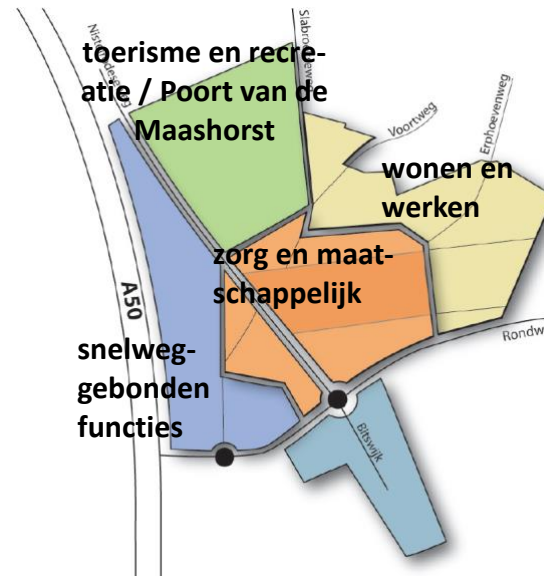 toerisme en recre-
atie / Poort van de
Maashorst
Voortweg
Erphoevenweg
wonen en
werken
zorg en maat-
schappelijk
A50
snelweg-
gebonden
functies
Rondw
Bitswijk